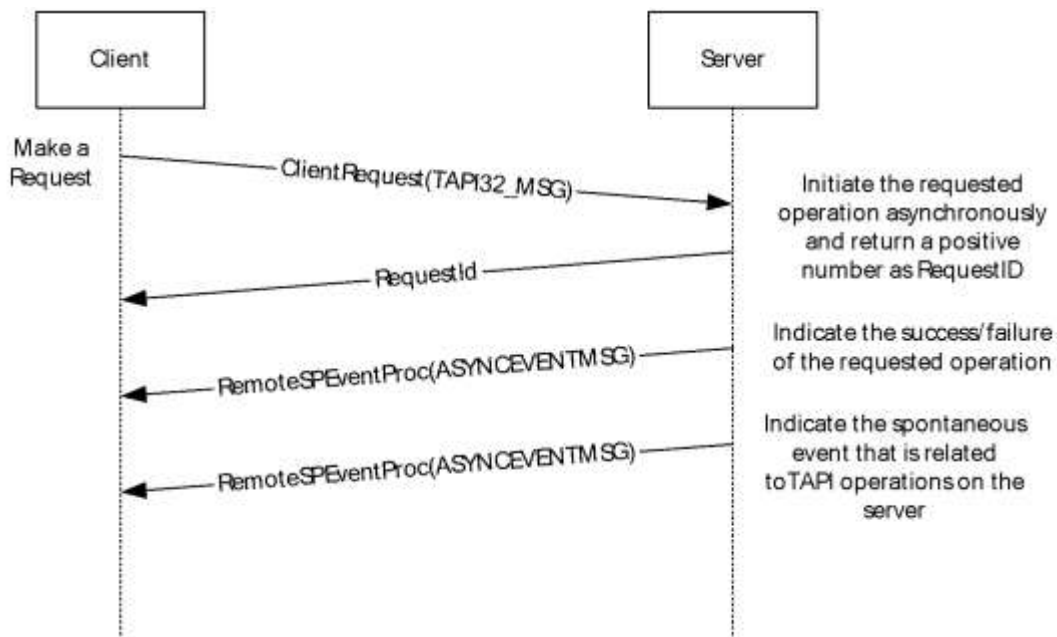 Client
Server
Make a
Request
ClientRequest(TAPI32_MSG)
Initiate the requested
operation asynchronously
and return a positive
number as RequestID
RequestId
Indicate the success/failure
of the requested operation
RemoteSPEventProc(ASYNCEVENTMSG)
Indicate the spontaneous
event that is related
to TAPI operations on the
server
RemoteSPEventProc(ASYNCEVENTMSG)